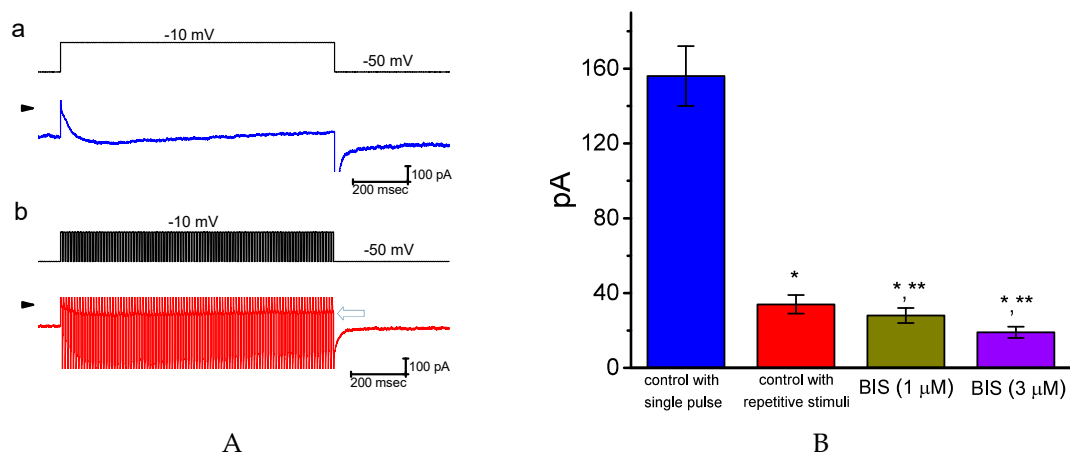 a
-10 mV
-50 mV
100 pA
200 msec
b
-10 mV
-50 mV
100 pA
200 msec
A
pA
160
120
80
40
0
*
*,**
*,**
control with
single pulse
control with
repetitive stimuli
BIS (1 μM)
BIS (3 μM)
B